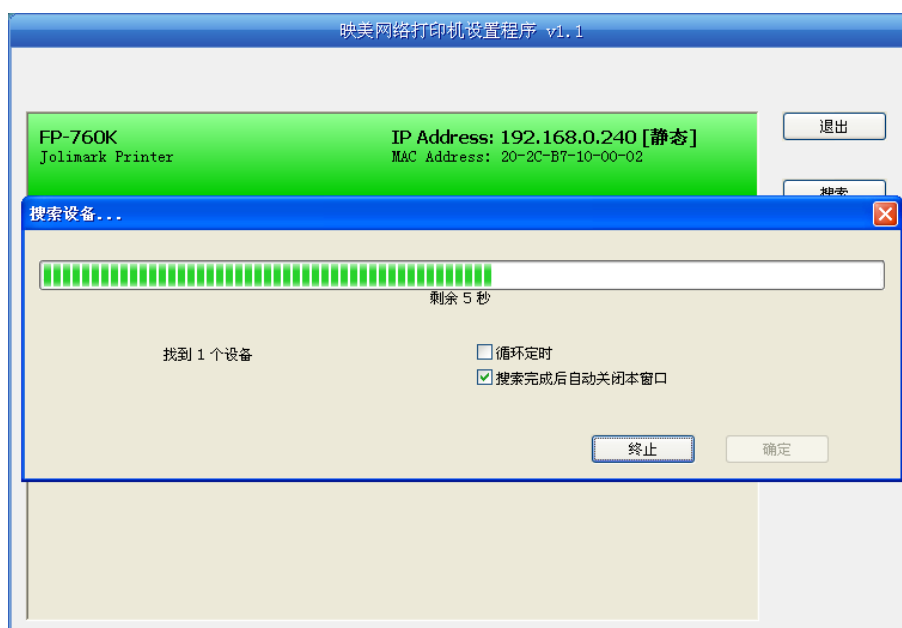 映美网络打印机设置程序 v1.1
FP-760K
IP Address: 192.168.0.240 [静态]
退出
Jolimark Printer
MAC Address: 20-2C-B7-10-00-02
搜索
搜索设备...
剩余 5 秒
找到 1 个设备
循环定时
搜索完成后自动关闭本窗口
终止
确定